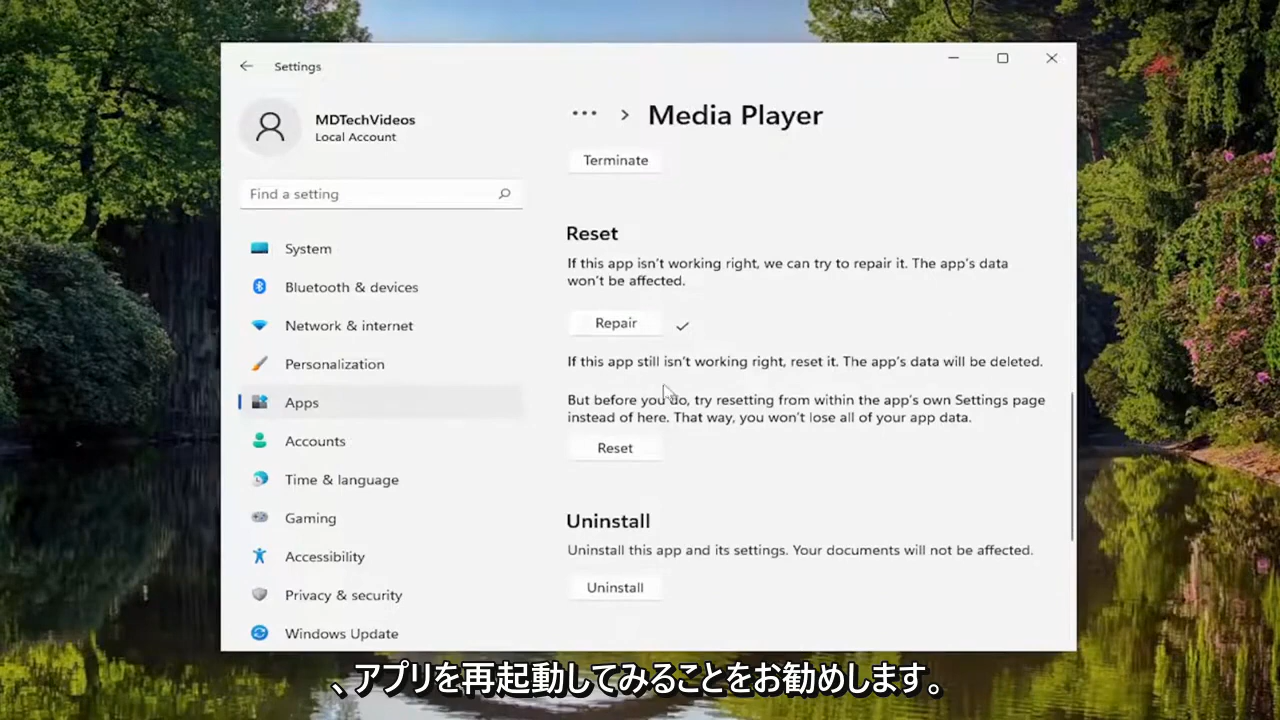 Settings
MDTechVideos
Local Account
Find a setting
System
Bluetooth & devices
Network & internet
Personalization
Apps
Accounts
Time & language
Gaming
Accessibility
Privacy & security
Windows Update
... > Media Player
Terminate
Reset
If this app isn't working right, we can try to repair it. The app's data
won't be affected.
Repair
If this app still isn't working right, reset it. The app's data will be deleted.
But before you do, try resetting from within the app's own Settings page
instead of here. That way, you won't lose all of your app data.
Reset
Uninstall
Uninstall this app and its settings. Your documents will not be affected.
Uninstall
、アプリを再起動してみることをお勧めします。